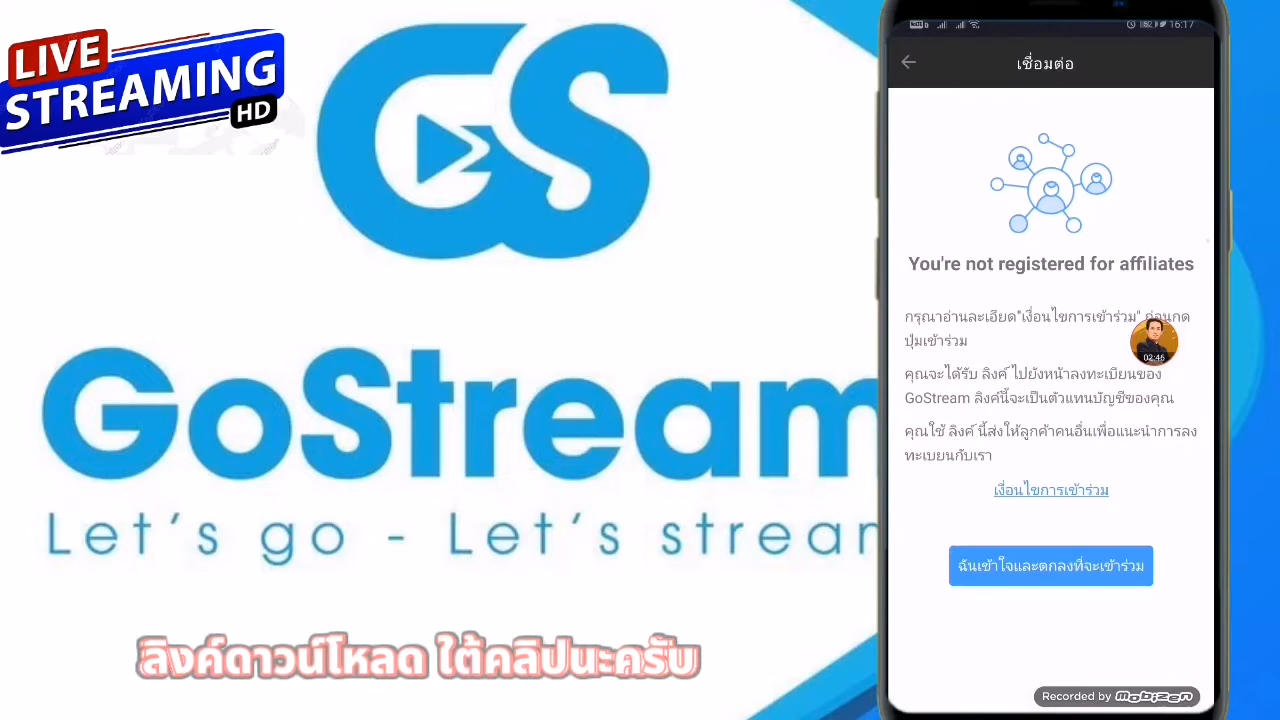 LIVE
STREAMING
HD
GS
GoStream
Let's go - Let's stream
ลิงค์ดาวน์โหลด ใต้คลิปนะครับ
16:17
เชื่อมต่อ
You're not registered for affiliates
กรุณาอ่านละเอียด"เงื่อนไขการเข้าร่วม" ก่อนกด
ปุ่มเข้าร่วม
02:46
คุณจะได้รับ ลิงค์ ไปยังหน้าลงทะเบียนของ
GoStream ลิงค์นี้จะเป็นตัวแทนบัญชีของคุณ
คุณใช้ ลิงค์ นี้ส่งให้ลูกค้าคนอื่นเพื่อแนะนำการลง
ทะเบยนกับเรา
เงื่อนไขการเข้าร่วม
ฉันเข้าใจและตกลงที่จะเข้าร่วม
Recorded by mobizen